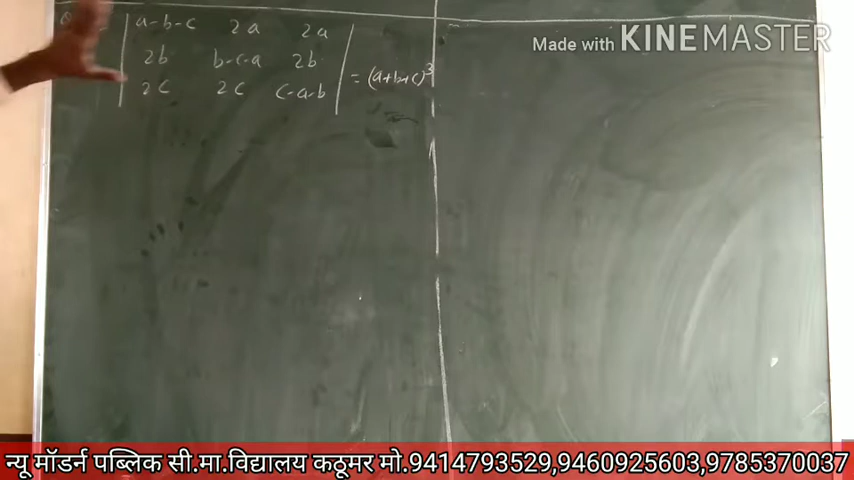 a-b-c 2a 2a
2b b-c-a 2b
2c 2c c-a-b
= (a+b+c)³
Made with KINEMASTER
न्यू मॉडर्न पब्लिक सी.मा.विद्यालय कठूमर मो.9414793529,9460925603,9785370037